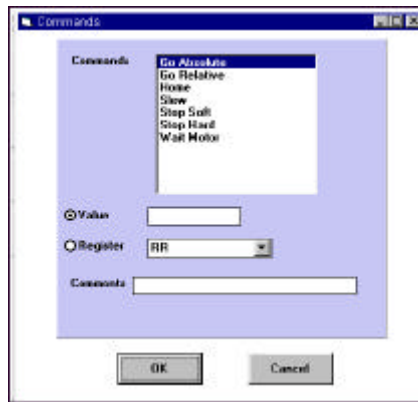 Commands
Commands
Go Absolute
Go Relative
Home
Slew
Stop Soft
Stop Hard
Wait Motor
Value
Register
RR
Comments
OK
Cancel